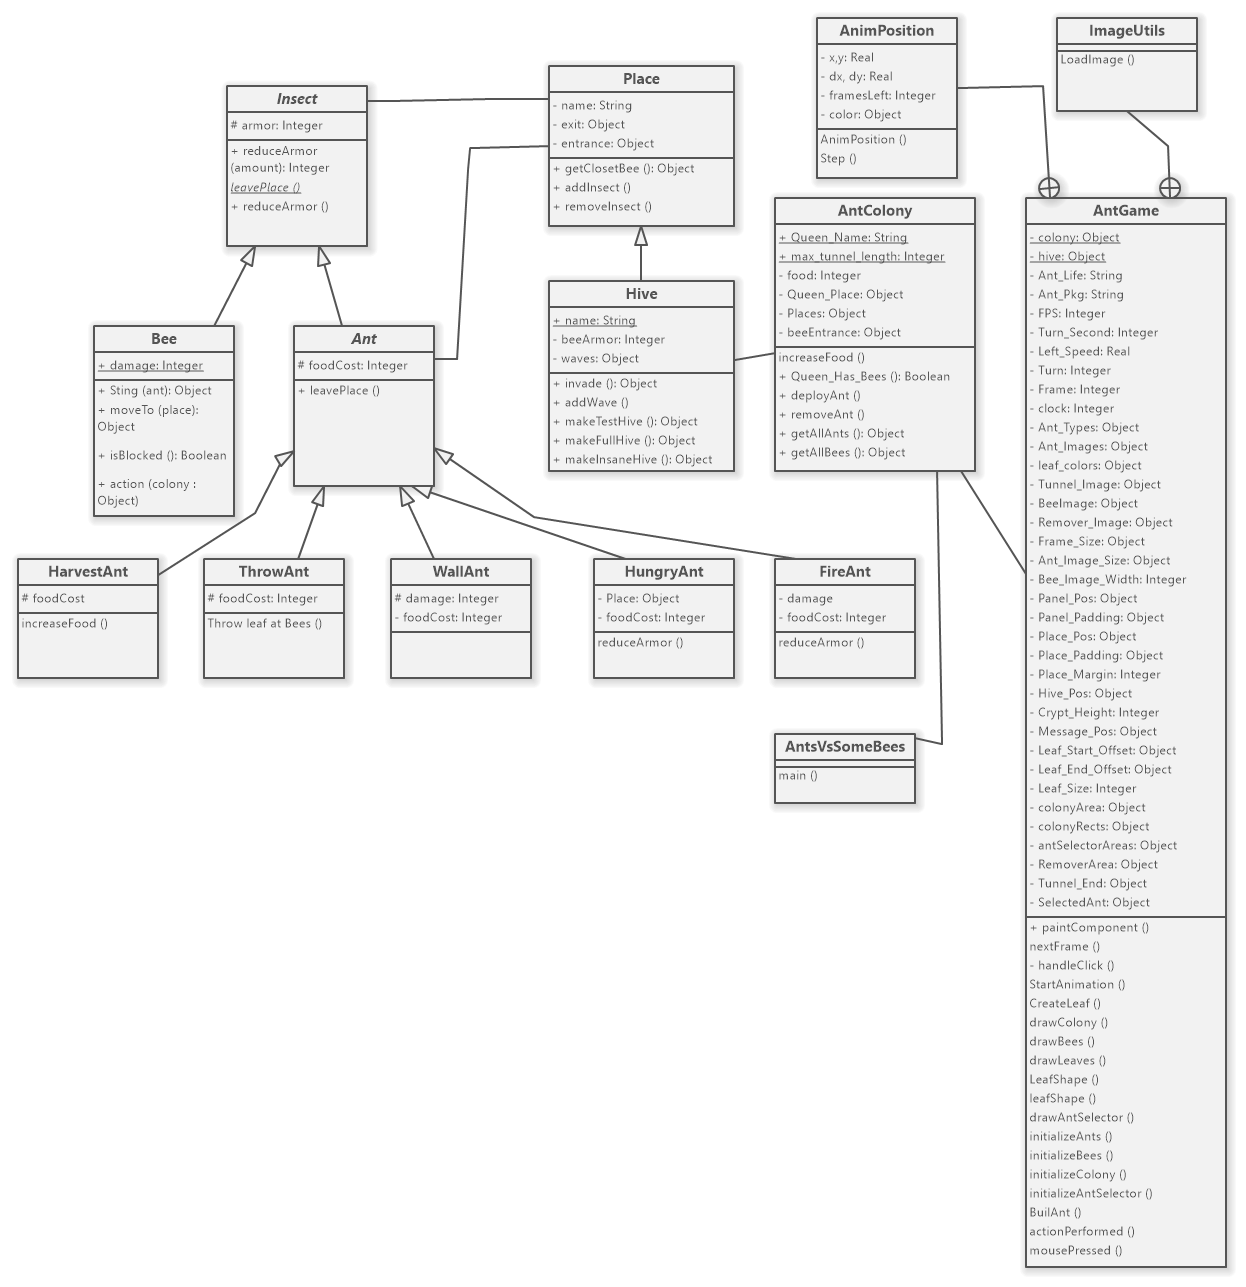 AnimPosition
- x,y: Real
- dx, dy: Real
- framesLeft: Integer
- color: Object
AnimPosition ()
Step ()
ImageUtils
LoadImage ()
Place
- name: String
- exit: Object
- entrance: Object
+ getClosetBee (): Object
+ addInsect ()
+ removeInsect ()
Insect
# armor: Integer
+ reduceArmor
(amount): Integer
leavePlace ()
+ reduceArmor ()
AntColony
+ Queen_Name: String
+ max_tunnel_length: Integer
- food: Integer
- Queen_Place: Object
- Places: Object
- beeEntrance: Object
increaseFood ()
+ Queen_Has_Bees (): Boolean
+ deployAnt ()
+ removeAnt ()
+ getAllAnts (): Object
+ getAllBees (): Object
Hive
+ name: String
- beeArmor: Integer
- waves: Object
+ invade (): Object
+ addWave ()
+ makeTestHive (): Object
+ makeFullHive (): Object
+ makeInsaneHive (): Object
Bee
+ damage: Integer
+ Sting (ant): Object
+ moveTo (place):
Object
+ isBlocked (): Boolean
+ action (colony :
Object)
Ant
# foodCost: Integer
+ leavePlace ()
HarvestAnt
# foodCost
increaseFood ()
ThrowAnt
# foodCost: Integer
Throw leaf at Bees ()
WallAnt
# damage: Integer
- foodCost: Integer
HungryAnt
- Place: Object
- foodCost: Integer
reduceArmor ()
FireAnt
- damage
- foodCost: Integer
reduceArmor ()
AntsVsSomeBees
main ()
AntGame
- colony: Object
- hive: Object
- Ant_Life: String
- Ant_Pkg: String
- FPS: Integer
- Turn_Second: Integer
- Left_Speed: Real
- Turn: Integer
- Frame: Integer
- clock: Integer
- Ant_Types: Object
- Ant_Images: Object
- leaf_colors: Object
- Tunnel_Image: Object
- BeeImage: Object
- Remover_Image: Object
- Frame_Size: Object
- Ant_Image_Size: Object
- Bee_Image_Width: Integer
- Panel_Pos: Object
- Panel_Padding: Object
- Place_Pos: Object
- Place_Padding: Object
- Place_Margin: Integer
- Hive_Pos: Object
- Crypt_Height: Integer
- Message_Pos: Object
- Leaf_Start_Offset: Object
- Leaf_End_Offset: Object
- Leaf_Size: Integer
- colonyArea: Object
- colonyRects: Object
- antSelectorAreas: Object
- RemoverArea: Object
- Tunnel_End: Object
- SelectedAnt: Object
+ paintComponent ()
nextFrame ()
- handleClick ()
StartAnimation ()
CreateLeaf ()
drawColony ()
drawBees ()
drawLeaves ()
LeafShape ()
leafShape ()
drawAntSelector ()
initializeAnts ()
initializeBees ()
initializeColony ()
initializeAntSelector ()
BuilAnt ()
actionPerformed ()
mousePressed ()